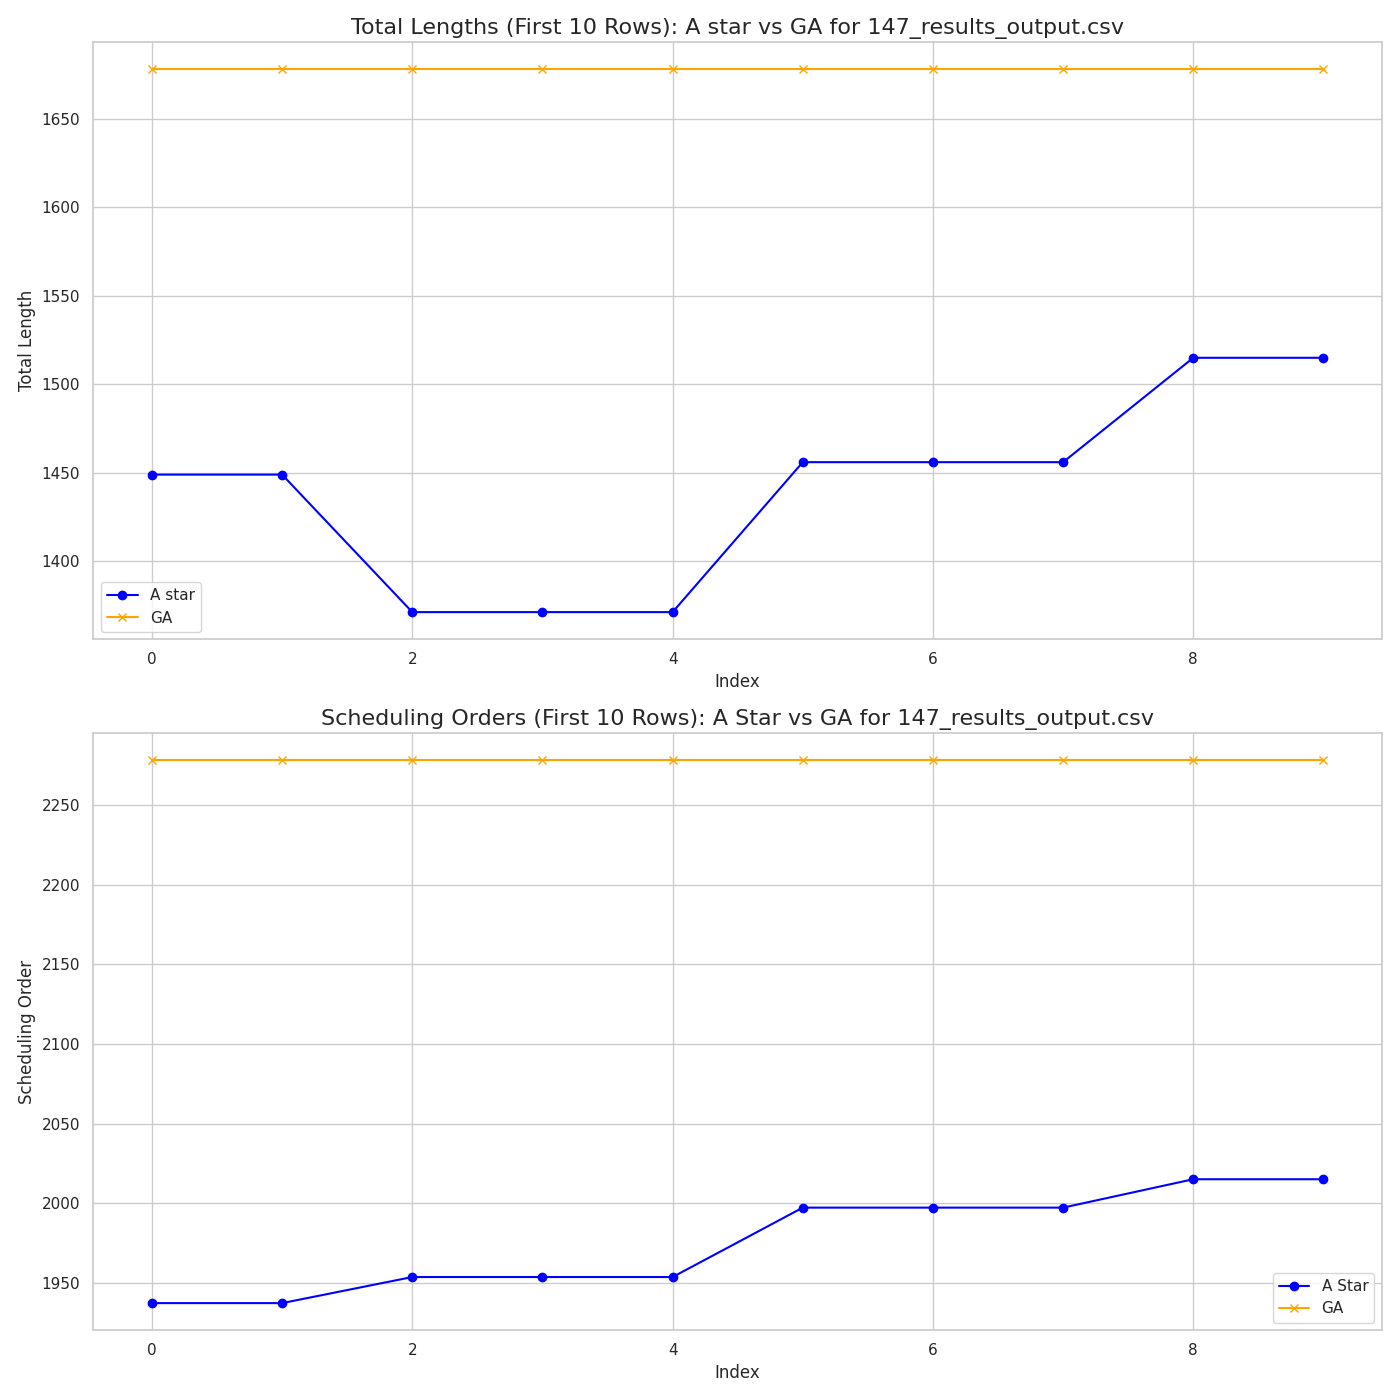 Total Lengths (First 10 Rows): A star vs GA for 147_results_output.csv
Total Length
1650
1600
1550
1500
1450
1400
A star
GA
0 2 4 6 8
Index
Scheduling Orders (First 10 Rows): A Star vs GA for 147_results_output.csv
Scheduling Order
2250
2200
2150
2100
2050
2000
1950
A Star
GA
0 2 4 6 8
Index